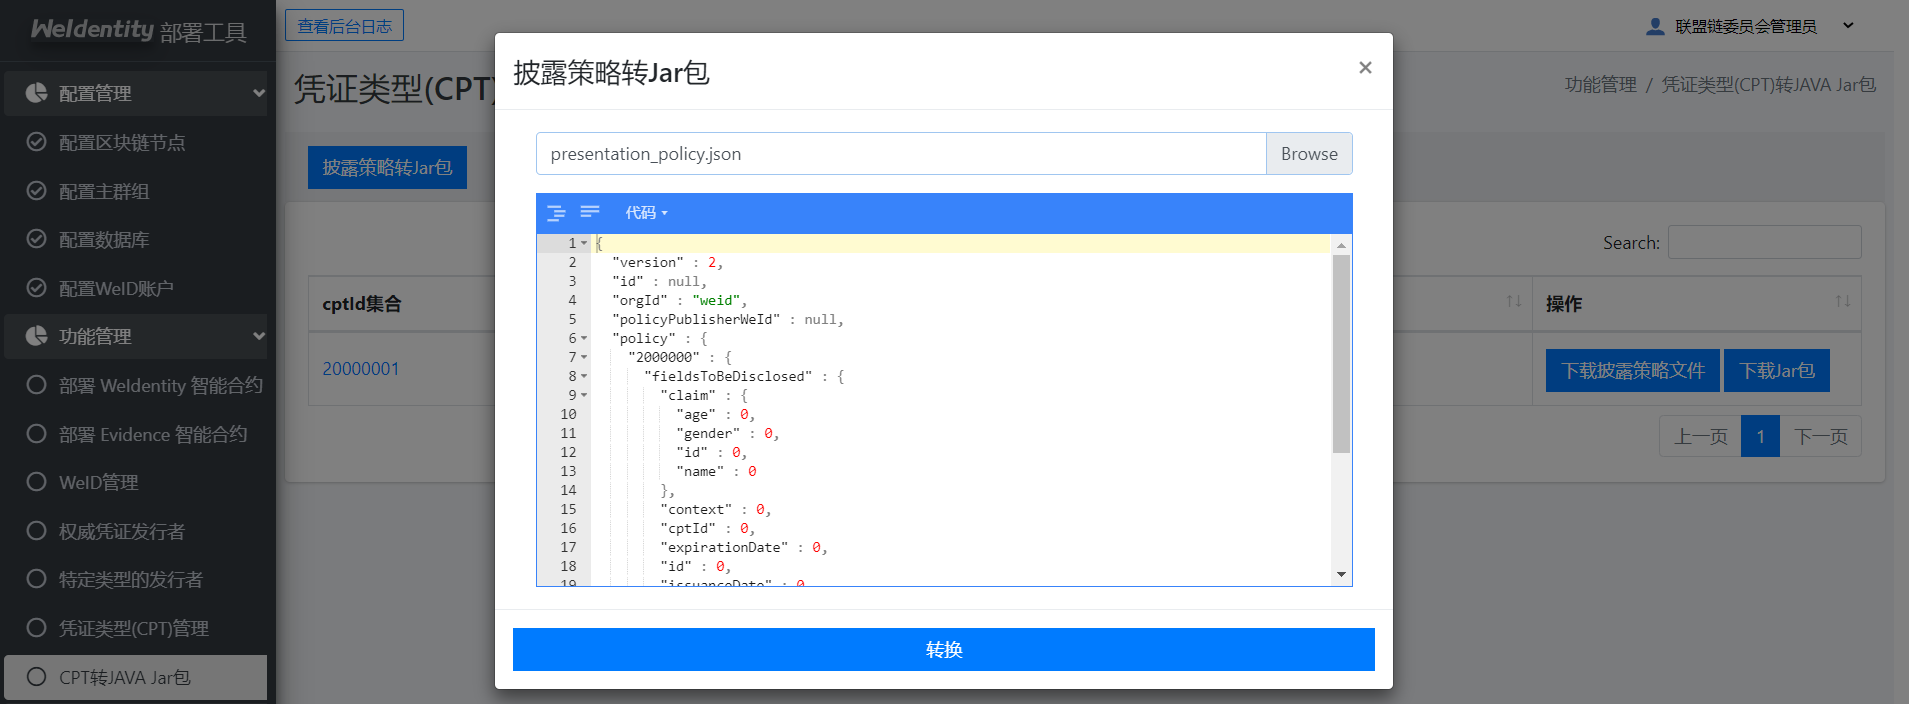 WeIdentity 部署工具
配置管理
配置区块链节点
配置主群组
配置数据库
配置WeID账户
功能管理
部署 WeIdentity 智能合约
部署 Evidence 智能合约
WeID管理
权威凭证发行者
特定类型的发行者
凭证类型(CPT)管理
CPT转JAVA Jar包
查看后台日志
联盟链委员会管理员
凭证类型(CPT)
功能管理 / 凭证类型(CPT)转JAVA Jar包
披露策略转Jar包
Search:
cptId集合
操作
20000001
下载披露策略文件 下载Jar包
上一页 1 下一页
披露策略转Jar包
×
presentation_policy.json Browse
代码
1 {
2 "version" : 2,
3 "id" : null,
4 "orgId" : "weid",
5 "policyPublisherWeId" : null,
6 "policy" : {
7 "2000000" : {
8 "fieldsToBeDisclosed" : {
9 "claim" : {
10 "age" : 0,
11 "gender" : 0,
12 "id" : 0,
13 "name" : 0
14 },
15 "context" : 0,
16 "cptId" : 0,
17 "expirationDate" : 0,
18 "id" : 0,
19 "issuanceDate" : 0
转换